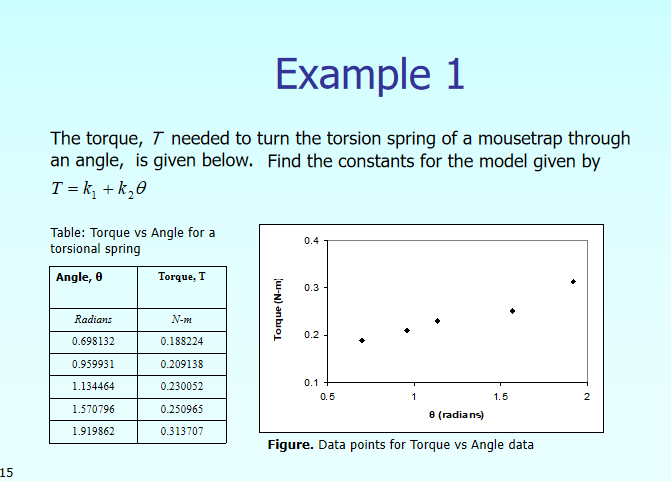 Example 1
The torque, T needed to turn the torsion spring of a mousetrap through
an angle, is given below. Find the constants for the model given by
T = k₁ + k₂θ
Table: Torque vs Angle for a
torsional spring
Angle, θ Torque, T
Radians N-m
0.698132 0.188224
0.959931 0.209138
1.134464 0.230052
1.570796 0.250965
1.919862 0.313707
Torque (N-m)
0.4
0.3
0.2
0.1
0.5 1 1.5 2
θ (radians)
Figure. Data points for Torque vs Angle data
15